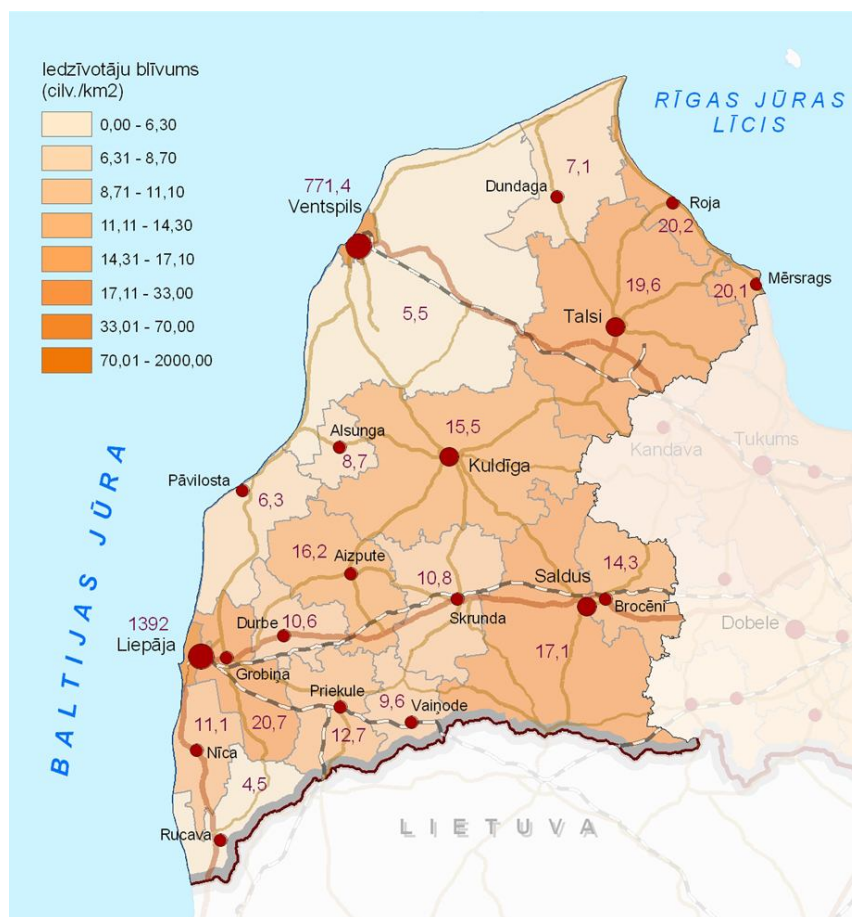 Iedzīvotāju blīvums
(cilv./km2)
0,00 - 6,30
6,31 - 8,70
8,71 - 11,10
11,11 - 14,30
14,31 - 17,10
17,11 - 33,00
33,01 - 70,00
70,01 - 2000,00
RĪGAS JŪRAS
LĪCIS
7,1
Dundaga
771,4
Ventspils
Roja
20,2
19,6
20,1
Mērsrags
5,5
Talsi
15,5
Alsunga
8,7
Kuldīga
Kandava
Tukums
Pāvilosta
6,3
BALTIJAS JŪRA
16,2
Aizpute
10,8
Saldus
14,3
Brocēni
Skrunda
Dobele
1392
Liepāja
Durbe
10,6
Grobiņa
17,1
Priekule
9,6
Vaiņode
11,1
20,7
12,7
Nīca
4,5
Rucava
LIETUVA